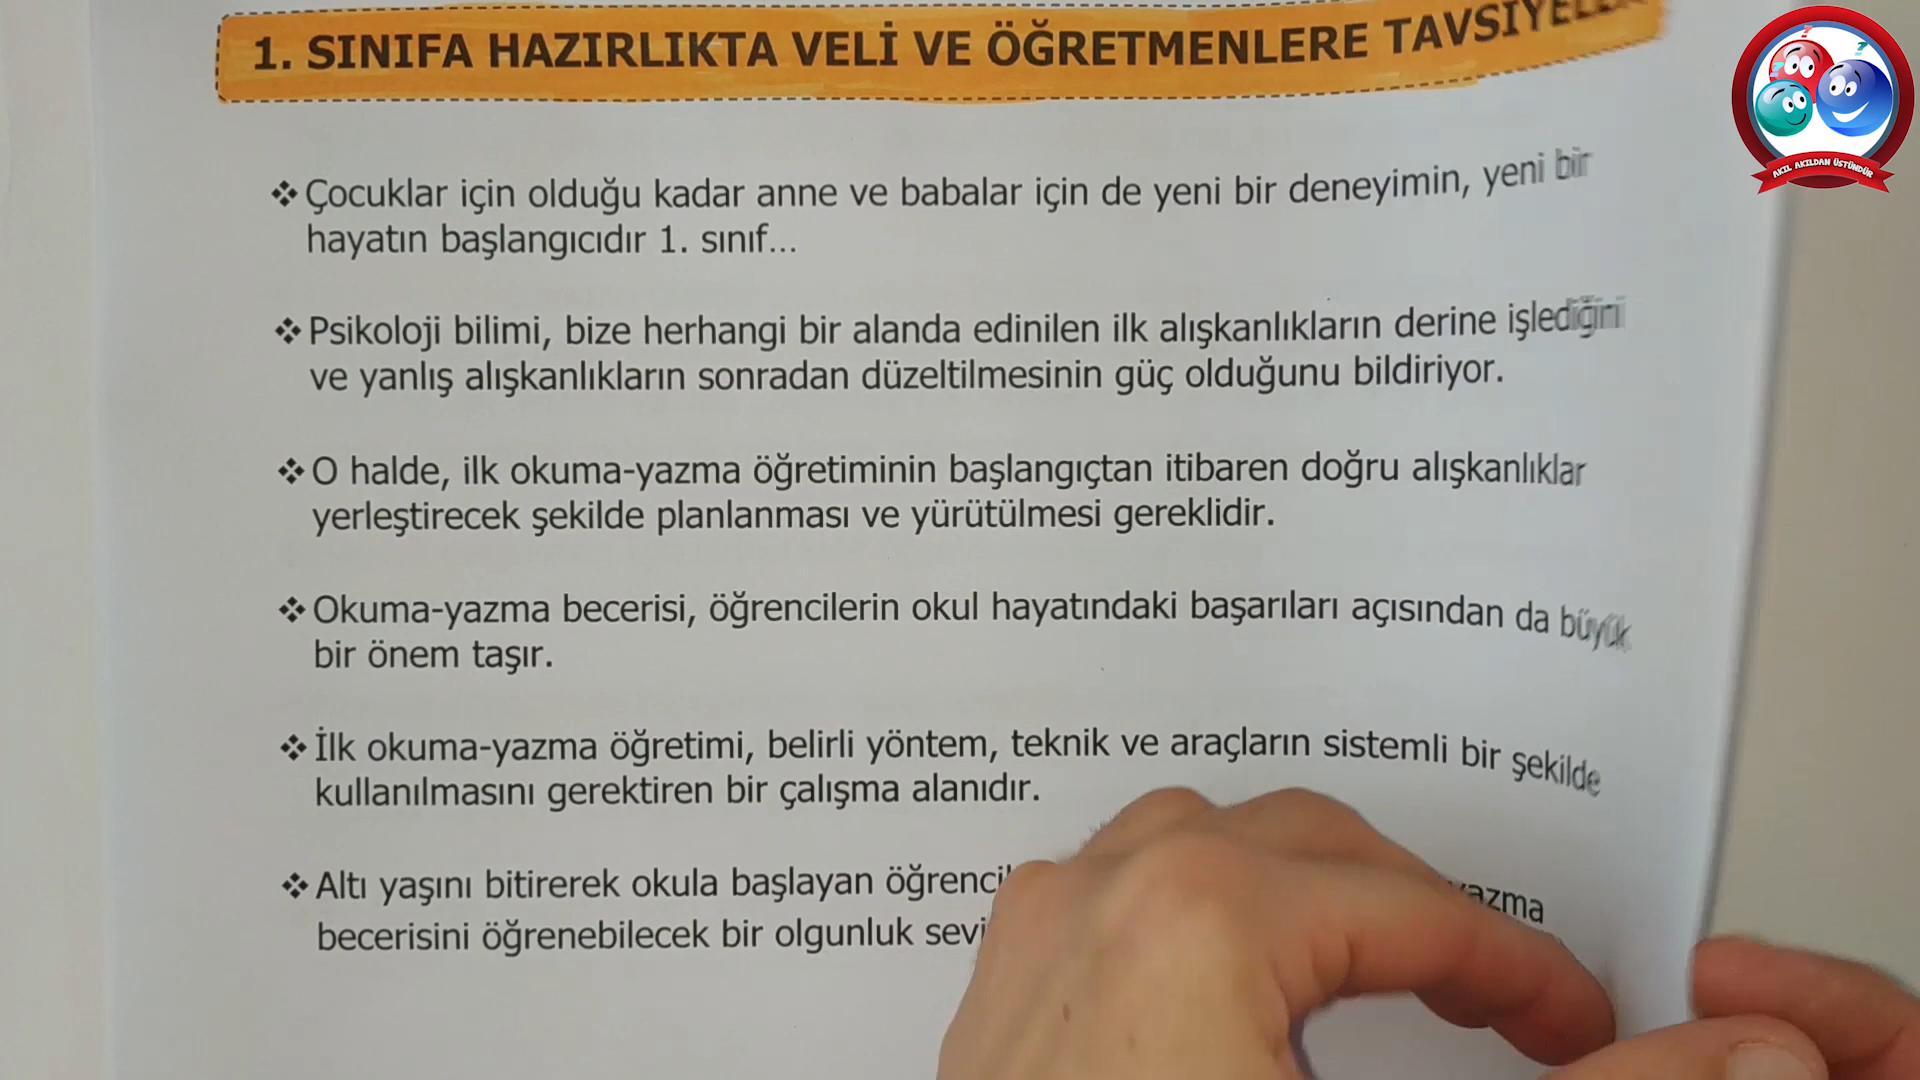 1. SINIFA HAZIRLIKTA VELİ VE ÖĞRETMENLERE
AKIL AKILDAN ÜSTÜNDÜR
❖ Çocuklar için olduğu kadar anne ve babalar için de yeni bir deneyimin, yeni bir
hayatın başlangıcıdır 1. sınıf...
❖ Psikoloji bilimi, bize herhangi bir alanda edinilen ilk alışkanlıkların derine işlediğini
ve yanlış alışkanlıkların sonradan düzeltilmesinin güç olduğunu bildiriyor.
❖ O halde, ilk okuma-yazma öğretiminin başlangıçtan itibaren doğru alışkanlıklar
yerleştirecek şekilde planlanması ve yürütülmesi gereklidir.
❖ Okuma-yazma becerisi, öğrencilerin okul hayatındaki başarıları açısından da büyük
bir önem taşır.
❖ İlk okuma-yazma öğretimi, belirli yöntem, teknik ve araçların sistemli bir şekilde
kullanılmasını gerektiren bir çalışma alanıdır.
❖ Altı yaşını bitirerek okula başlayan yazma
becerisini öğrenebilecek bir olgunluk